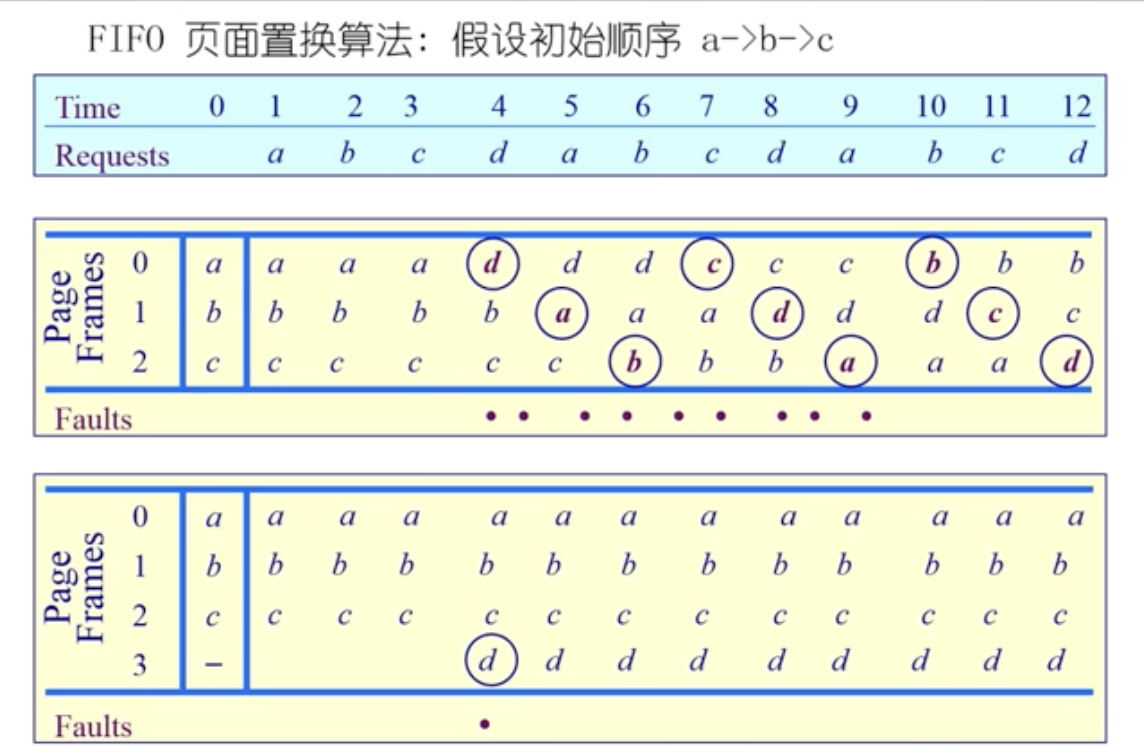 FIFO 页面置换算法: 假设初始顺序 a->b->c
Time 0 1 2 3 4 5 6 7 8 9 10 11 12
Requests a b c d a b c d a b c d
Page Frames
0 a a a a d d d c c c b b b
1 b b b b b a a a d d d c c
2 c c c c c c b b b a a a d
Faults • • • • • • • • •
Page Frames
0 a a a a a a a a a a a a a
1 b b b b b b b b b b b b b
2 c c c c c c c c c c c c c
3 – d d d d d d d d d
Faults •